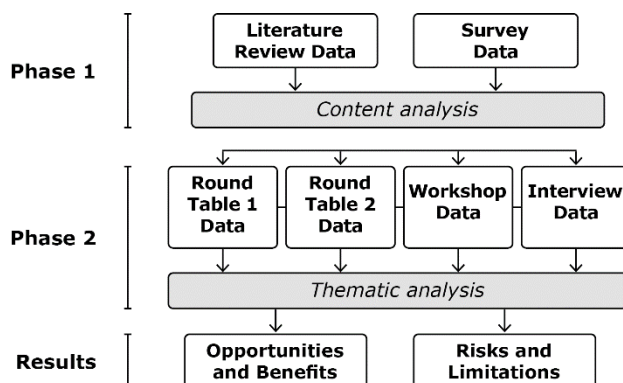 Phase 1
Literature
Review Data
Survey
Data
Content analysis
Phase 2
Round
Table 1
Data
Round
Table 2
Data
Workshop
Data
Interview
Data
Thematic analysis
Results
Opportunities
and Benefits
Risks and
Limitations